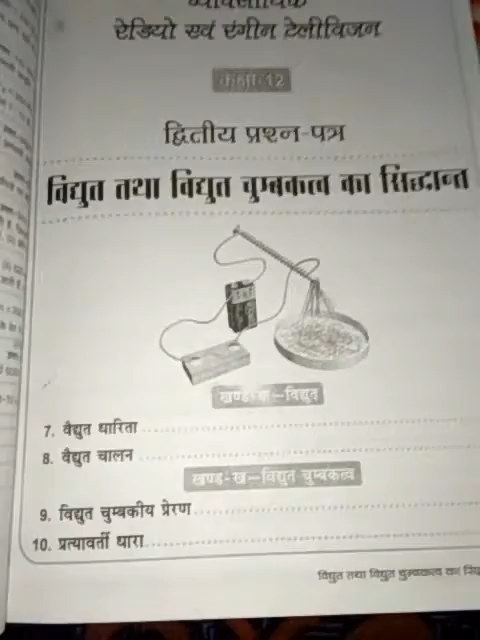 व्यावसायिक
रेडियो एवं रंगीन टेलीविजन
कक्षा-12
द्वितीय प्रश्न-पत्र
विद्युत तथा विद्युत चुम्बकत्व का सिद्धान्त
खण्ड-क—विद्युत
7. वैद्युत धारिता
8. वैद्युत चालन
खण्ड-ख—विद्युत चुम्बकत्व
9. विद्युत चुम्बकीय प्रेरण
10. प्रत्यावर्ती धारा
विद्युत तथा विद्युत चुम्बकत्व का